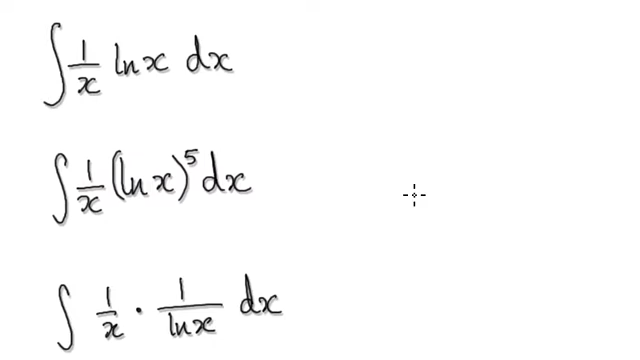 ∫ 1/x ln x dx
∫ 1/x (ln x)^5 dx
∫ 1/x · 1/ln x dx